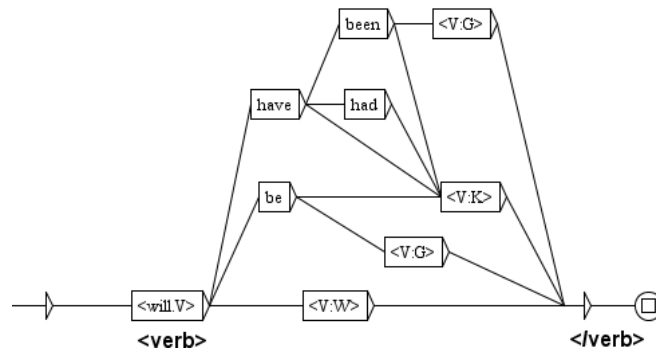 been <V:G>
have had
be <V:K>
<V:G>
<will.V> <V:W>
<verb> </verb>